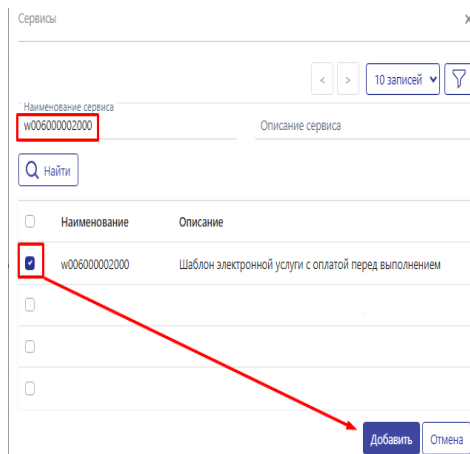 Сервисы
< > 10 записей
Наименование сервиса
w006000002000 Описание сервиса
Найти
Наименование Описание
w006000002000 Шаблон электронной услуги с оплатой перед выполнением
Добавить Отмена